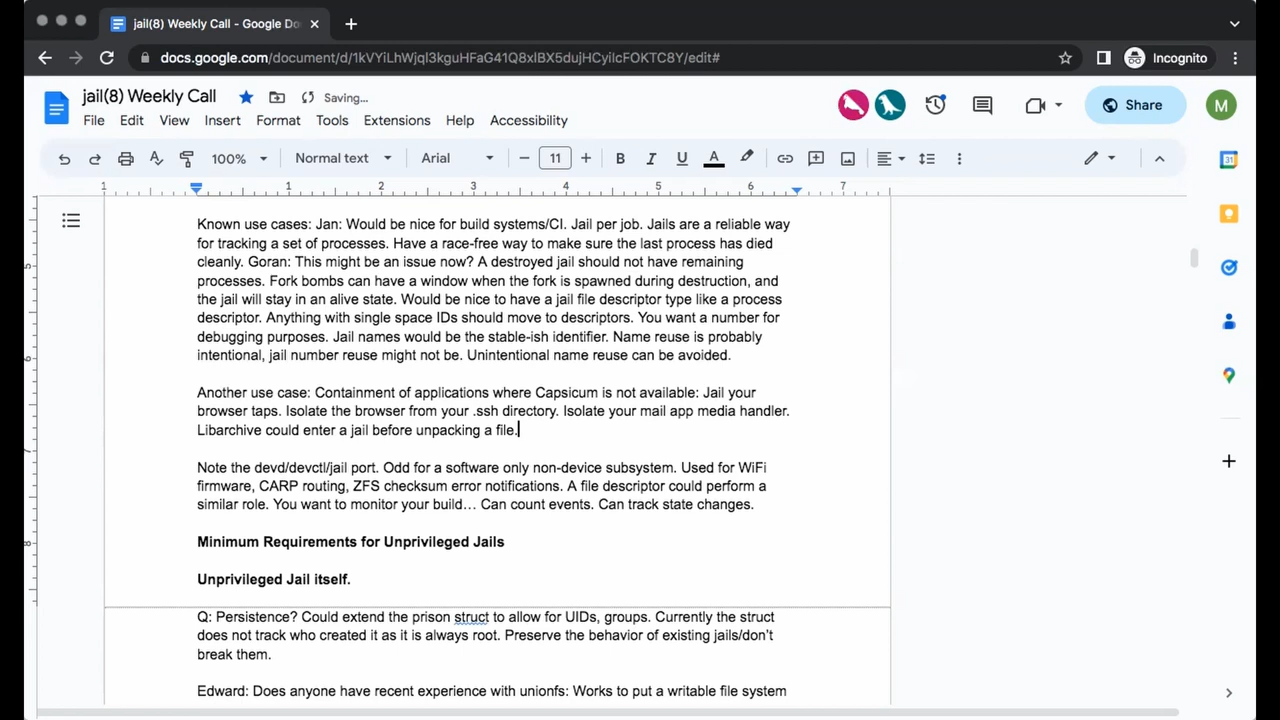 jail(8) Weekly Call - Google Do
docs.google.com/document/d/1kVYiLhWjql3kguHFaG41Q8xlBX5dujHCyilcFOKTC8Y/edit#
Incognito
jail(8) Weekly Call
Saving...
File Edit View Insert Format Tools Extensions Help Accessibility
Share
M
100% Normal text Arial 11 B I U A
31
1 1 2 3 4 5 6 7
Known use cases: Jan: Would be nice for build systems/CI. Jail per job. Jails are a reliable way
for tracking a set of processes. Have a race-free way to make sure the last process has died
cleanly. Goran: This might be an issue now? A destroyed jail should not have remaining
processes. Fork bombs can have a window when the fork is spawned during destruction, and
the jail will stay in an alive state. Would be nice to have a jail file descriptor type like a process
descriptor. Anything with single space IDs should move to descriptors. You want a number for
debugging purposes. Jail names would be the stable-ish identifier. Name reuse is probably
intentional, jail number reuse might not be. Unintentional name reuse can be avoided.
Another use case: Containment of applications where Capsicum is not available: Jail your
browser taps. Isolate the browser from your .ssh directory. Isolate your mail app media handler.
Libarchive could enter a jail before unpacking a file.
Note the devd/devctl/jail port. Odd for a software only non-device subsystem. Used for WiFi
firmware, CARP routing, ZFS checksum error notifications. A file descriptor could perform a
similar role. You want to monitor your build… Can count events. Can track state changes.
Minimum Requirements for Unprivileged Jails
Unprivileged Jail itself.
Q: Persistence? Could extend the prison struct to allow for UIDs, groups. Currently the struct
does not track who created it as it is always root. Preserve the behavior of existing jails/don't
break them.
Edward: Does anyone have recent experience with unionfs: Works to put a writable file system